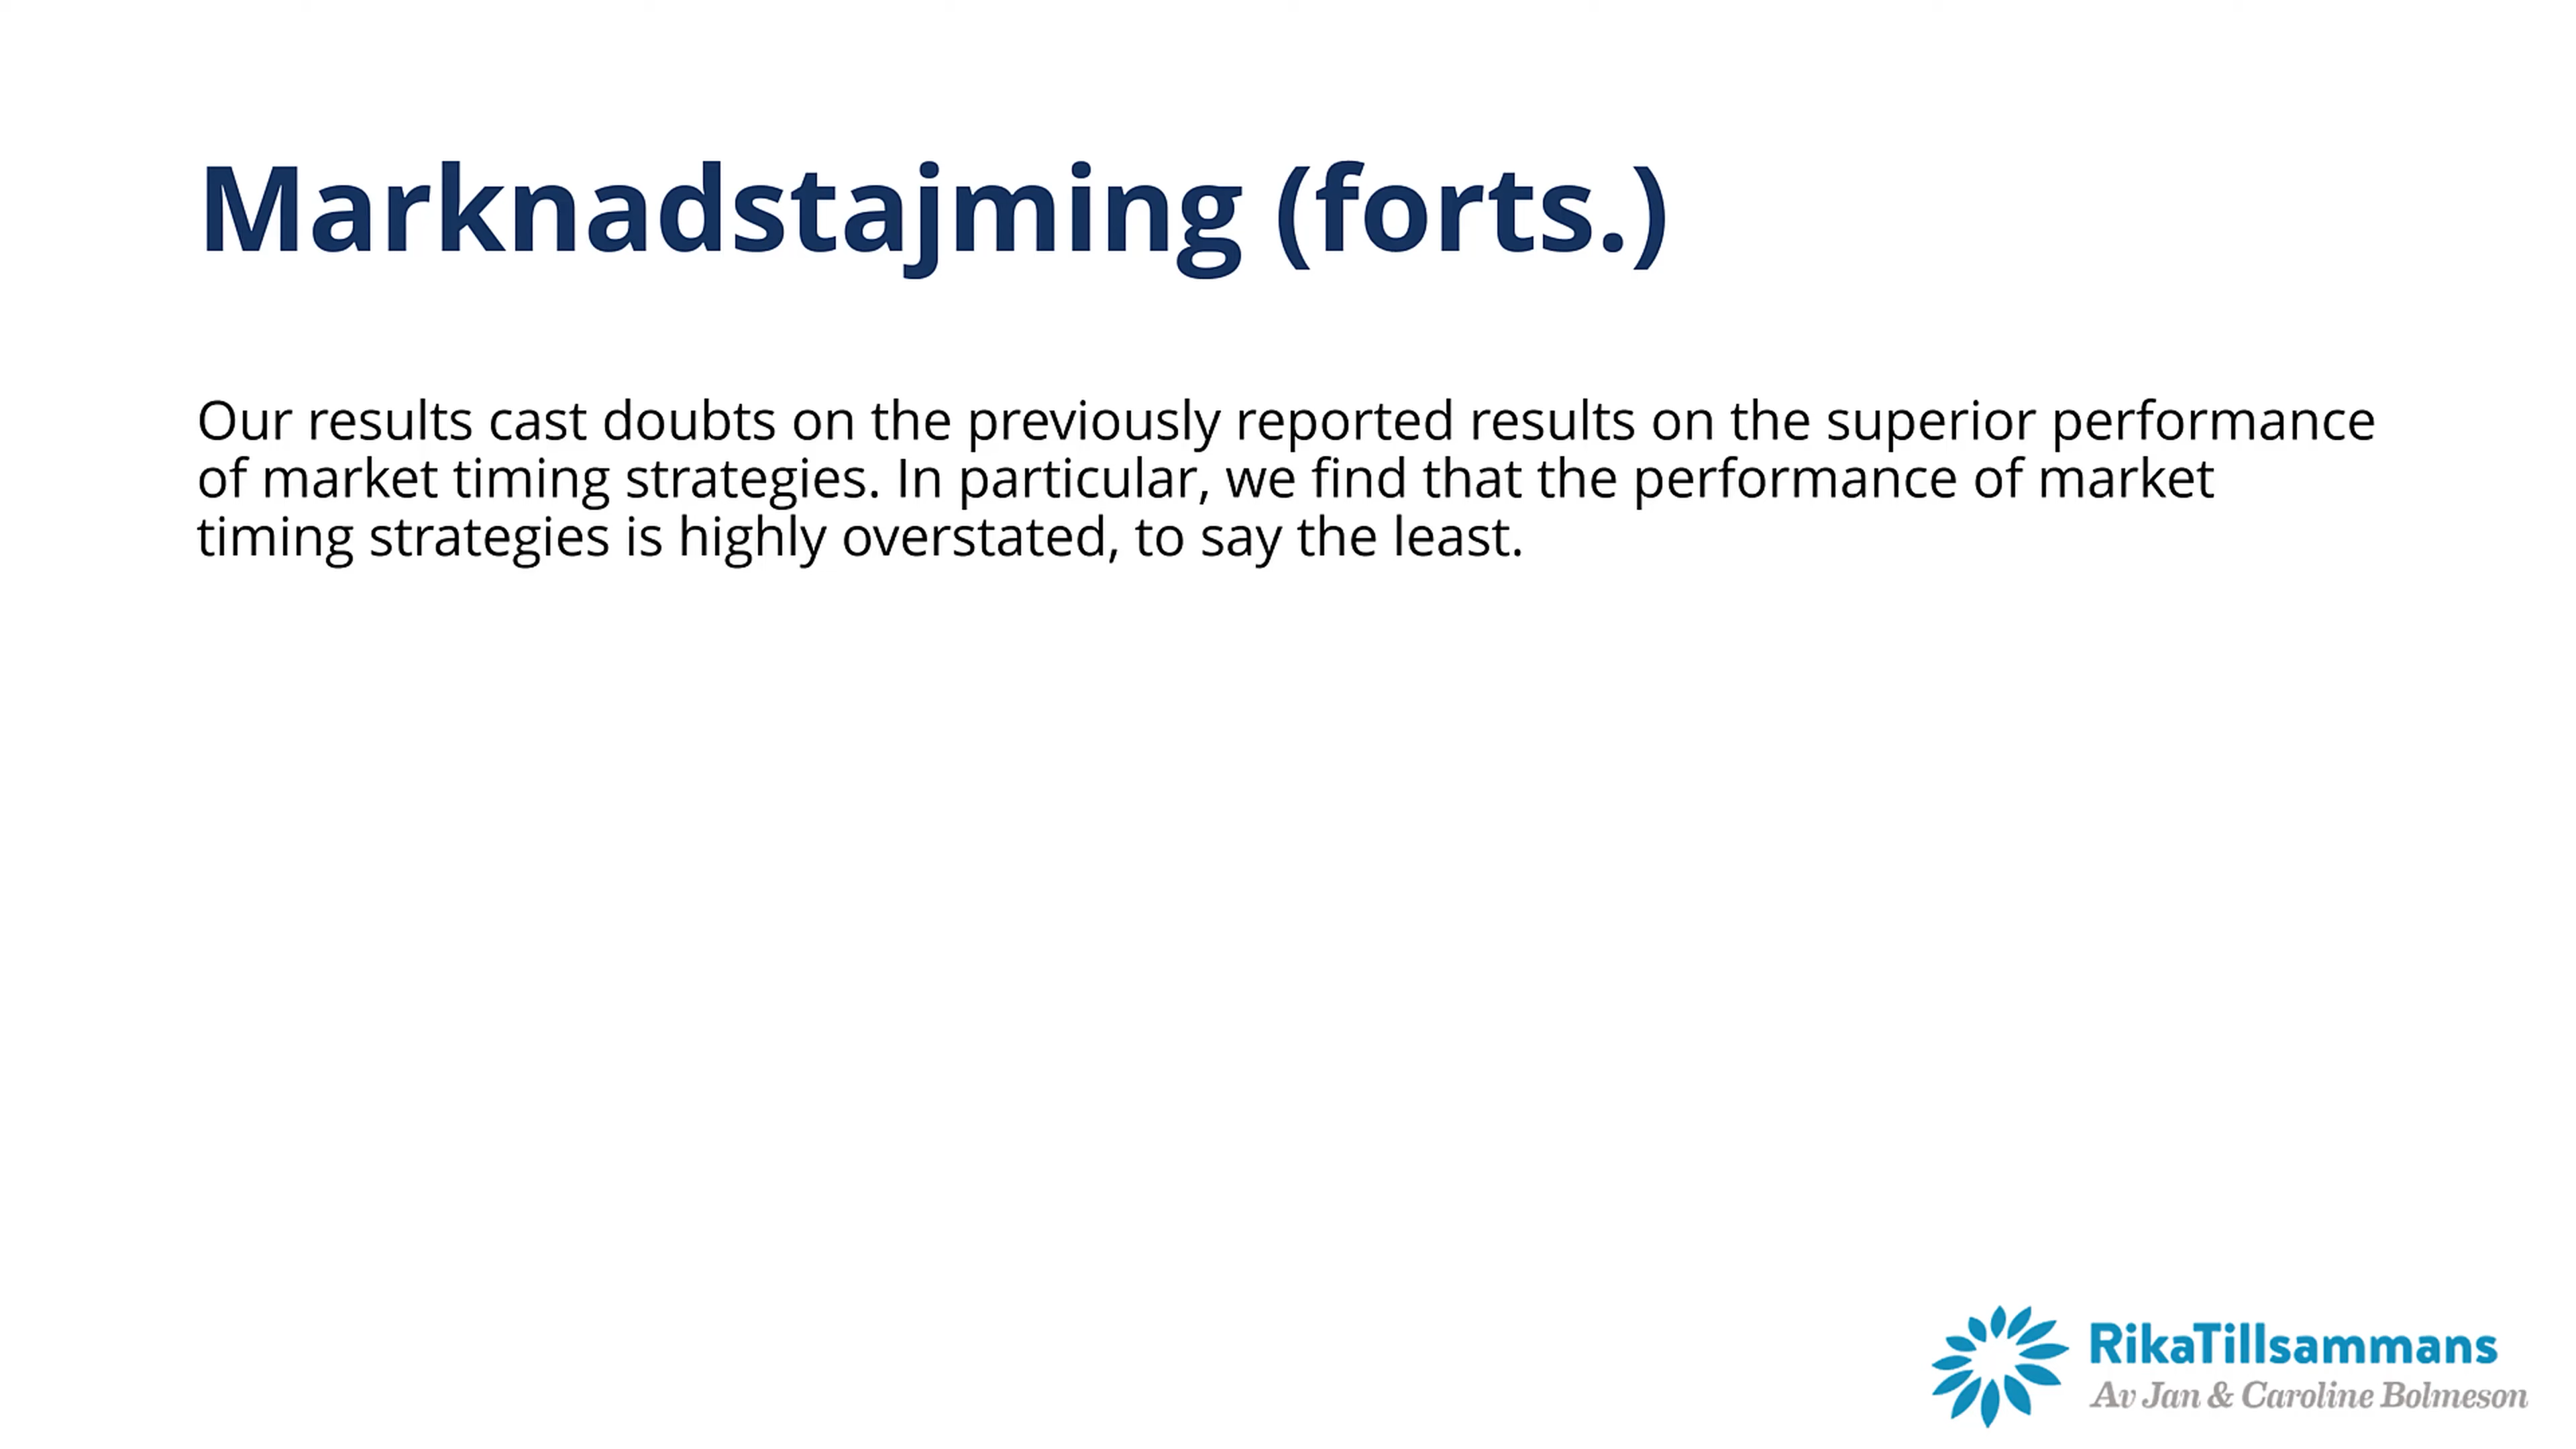 Marknadstajming (forts.)
Our results cast doubts on the previously reported results on the superior performance
of market timing strategies. In particular, we find that the performance of market
timing strategies is highly overstated, to say the least.
RikaTillsammans
Av Jan & Caroline Bolmeson